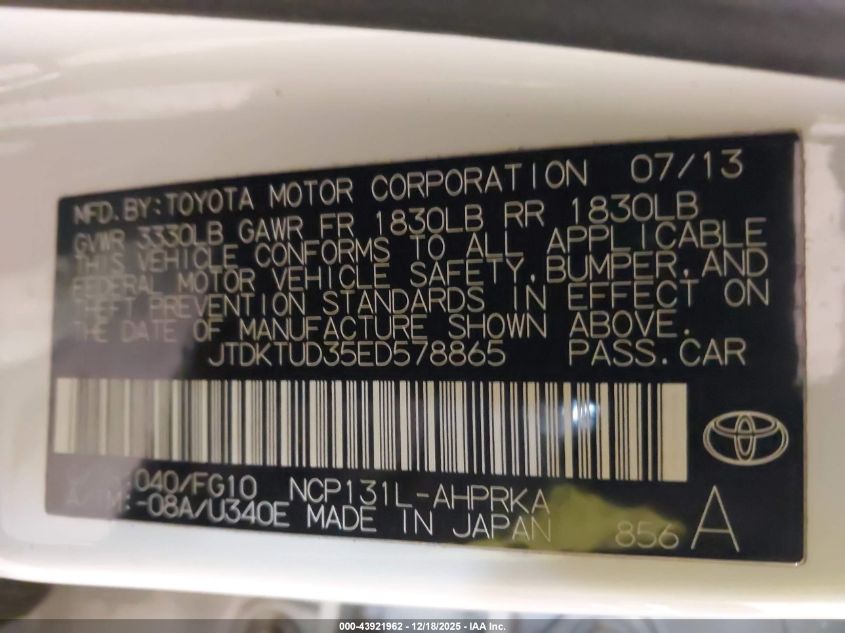 MFD.BY:TOYOTA MOTOR CORPORATION 07/13
GVWR 3330LB GAWR FR 1830LB RR 1830LB
THIS VEHICLE CONFORMS TO ALL APPLICABLE
FEDERAL MOTOR VEHICLE SAFETY,BUMPER,AND
THEFT PREVENTION STANDARDS IN EFFECT ON
THE DATE OF MANUFACTURE SHOWN ABOVE.
JTDKTUD35ED578865 PASS.CAR
040/FG10 NCP131L-AHPRKA
-08A/U340E MADE IN JAPAN 856 A
000-43921962 - 12/18/2025 - IAA Inc.